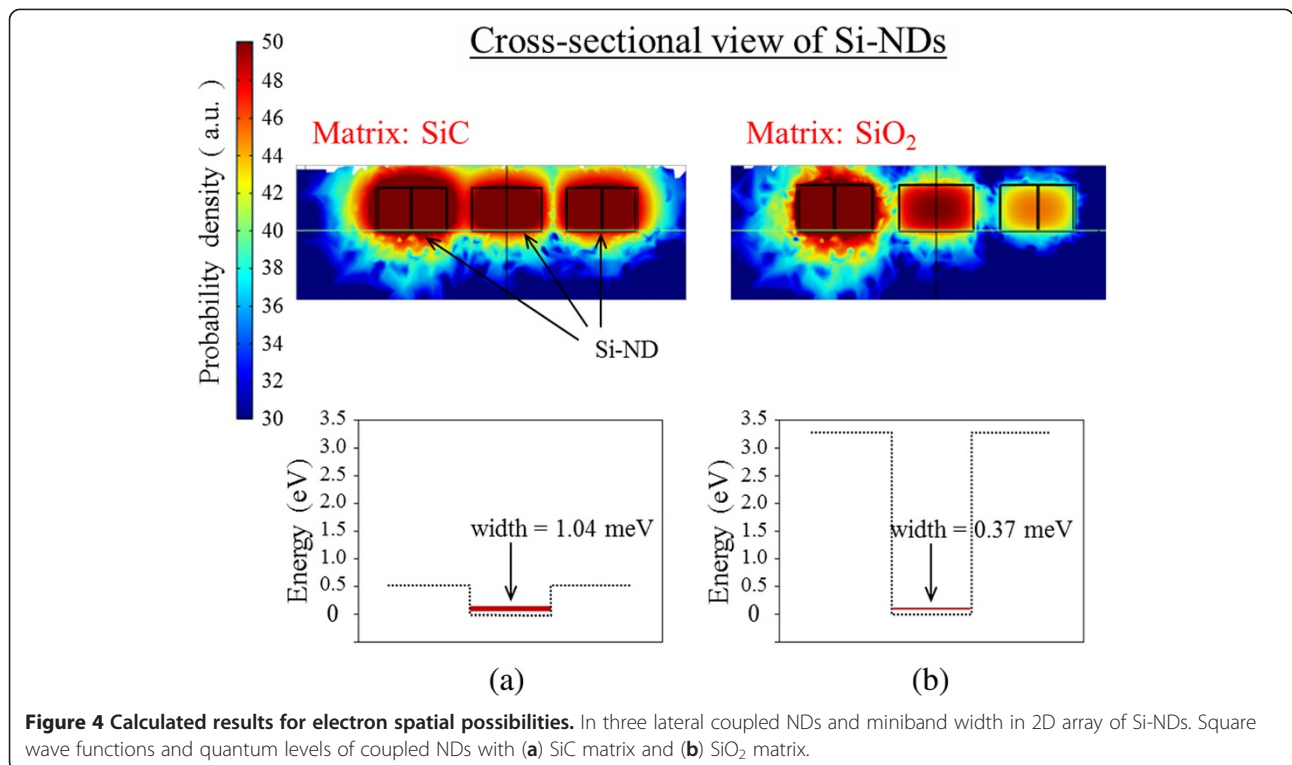 Cross-sectional view of Si-NDs
Probability density ( a.u. )
50
48
46
44
42
40
38
36
34
32
30
Matrix: SiC
Matrix: SiO₂
Si-ND
Energy (eV)
3.5
3.0
2.5
2.0
1.5
1.0
0.5
0
width = 1.04 meV
(a)
Energy (eV)
3.5
3.0
2.5
2.0
1.5
1.0
0.5
0
width = 0.37 meV
(b)
Figure 4 Calculated results for electron spatial possibilities. In three lateral coupled NDs and miniband width in 2D array of Si-NDs. Square
wave functions and quantum levels of coupled NDs with (a) SiC matrix and (b) SiO₂ matrix.